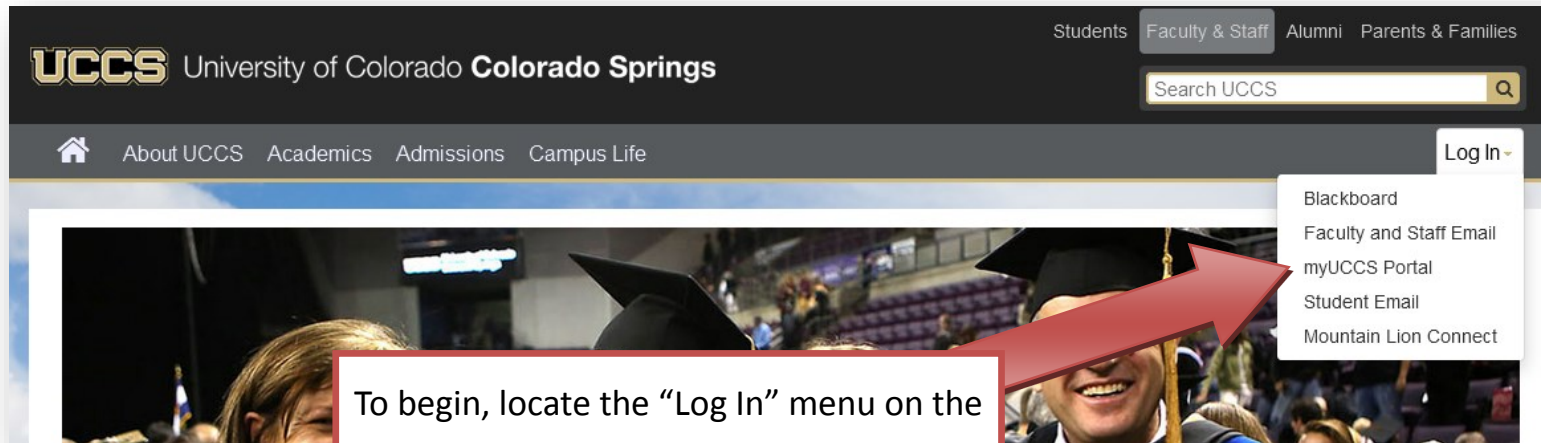 Students Faculty & Staff Alumni Parents & Families
UCCS University of Colorado Colorado Springs
Search UCCS
About UCCS Academics Admissions Campus Life
Log In
Blackboard
Faculty and Staff Email
myUCCS Portal
Student Email
Mountain Lion Connect
To begin, locate the “Log In” menu on the